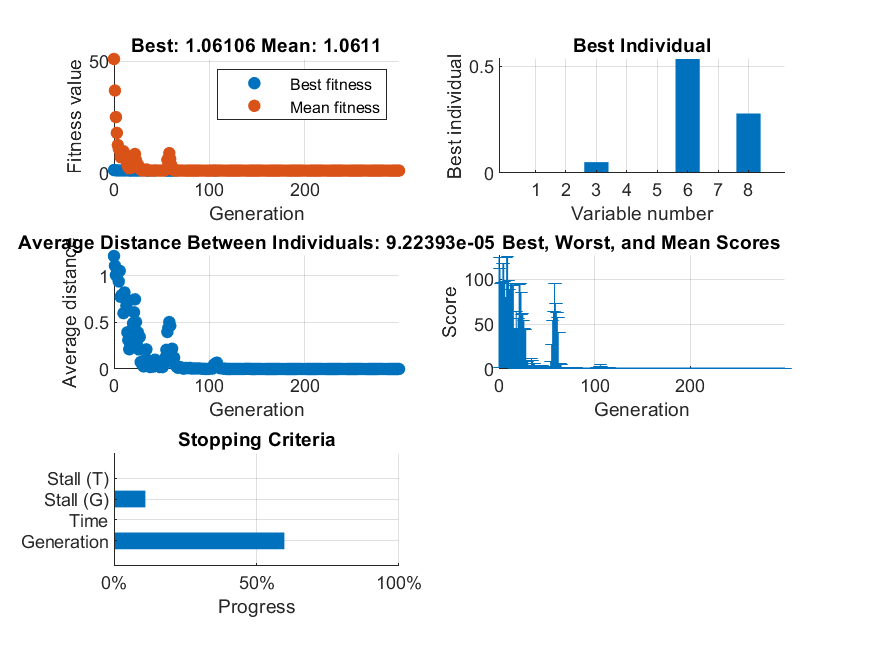 Best: 1.06106 Mean: 1.0611
Fitness value
50
0
Best fitness
Mean fitness
0 100 200
Generation
Best Individual
Best individual
0.5
0
1 2 3 4 5 6 7 8
Variable number
Average Distance Between Individuals: 9.22393e-05
Average distance
1
0.5
0
0 100 200
Generation
Best, Worst, and Mean Scores
Score
100
50
0
0 100 200
Generation
Stopping Criteria
Stall (T)
Stall (G)
Time
Generation
0% 50% 100%
Progress